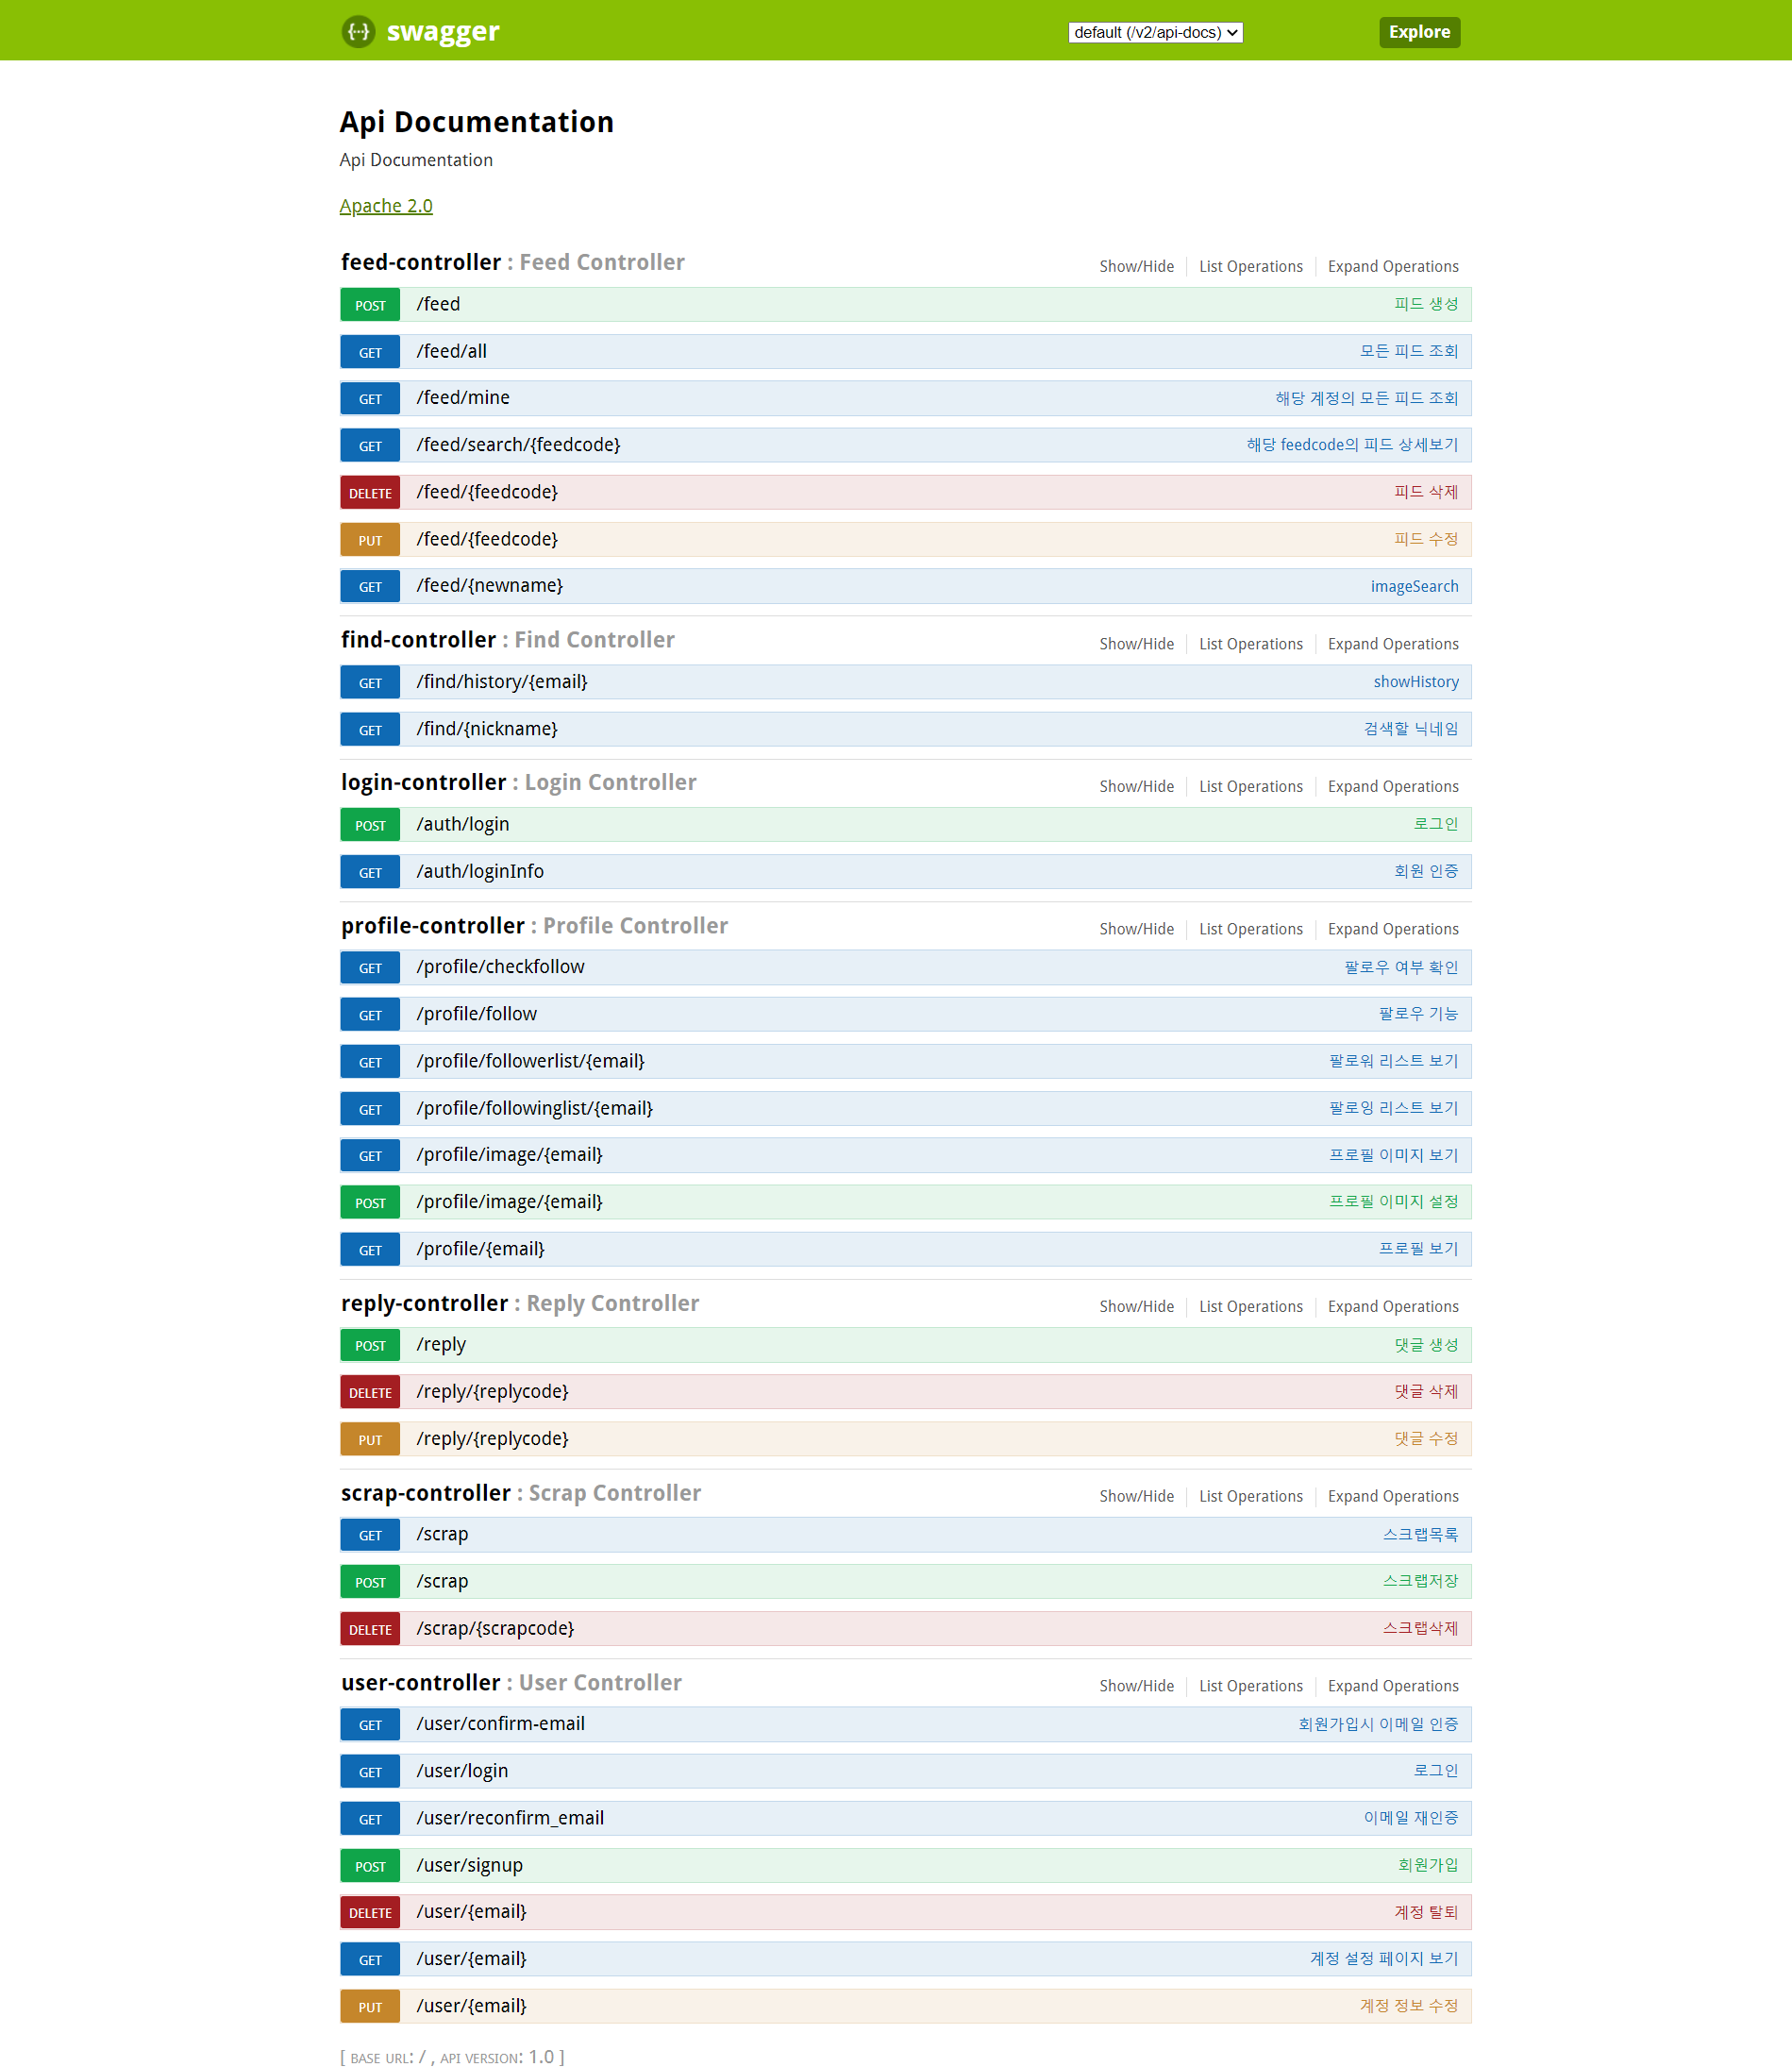 {···} swagger default (/v2/api-docs) Explore
Api Documentation
Api Documentation
Apache 2.0
feed-controller : Feed Controller Show/Hide List Operations Expand Operations
POST /feed 피드 생성
GET /feed/all 모든 피드 조회
GET /feed/mine 해당 계정의 모든 피드 조회
GET /feed/search/{feedcode} 해당 feedcode의 피드 상세보기
DELETE /feed/{feedcode} 피드 삭제
PUT /feed/{feedcode} 피드 수정
GET /feed/{newname} imageSearch
find-controller : Find Controller Show/Hide List Operations Expand Operations
GET /find/history/{email} showHistory
GET /find/{nickname} 검색할 닉네임
login-controller : Login Controller Show/Hide List Operations Expand Operations
POST /auth/login 로그인
GET /auth/loginInfo 회원 인증
profile-controller : Profile Controller Show/Hide List Operations Expand Operations
GET /profile/checkfollow 팔로우 여부 확인
GET /profile/follow 팔로우 기능
GET /profile/followerlist/{email} 팔로워 리스트 보기
GET /profile/followinglist/{email} 팔로잉 리스트 보기
GET /profile/image/{email} 프로필 이미지 보기
POST /profile/image/{email} 프로필 이미지 설정
GET /profile/{email} 프로필 보기
reply-controller : Reply Controller Show/Hide List Operations Expand Operations
POST /reply 댓글 생성
DELETE /reply/{replycode} 댓글 삭제
PUT /reply/{replycode} 댓글 수정
scrap-controller : Scrap Controller Show/Hide List Operations Expand Operations
GET /scrap 스크랩목록
POST /scrap 스크랩저장
DELETE /scrap/{scrapcode} 스크랩삭제
user-controller : User Controller Show/Hide List Operations Expand Operations
GET /user/confirm-email 회원가입시 이메일 인증
GET /user/login 로그인
GET /user/reconfirm_email 이메일 재인증
POST /user/signup 회원가입
DELETE /user/{email} 계정 탈퇴
GET /user/{email} 계정 설정 페이지 보기
PUT /user/{email} 계정 정보 수정
[ BASE URL: / , API VERSION: 1.0 ]